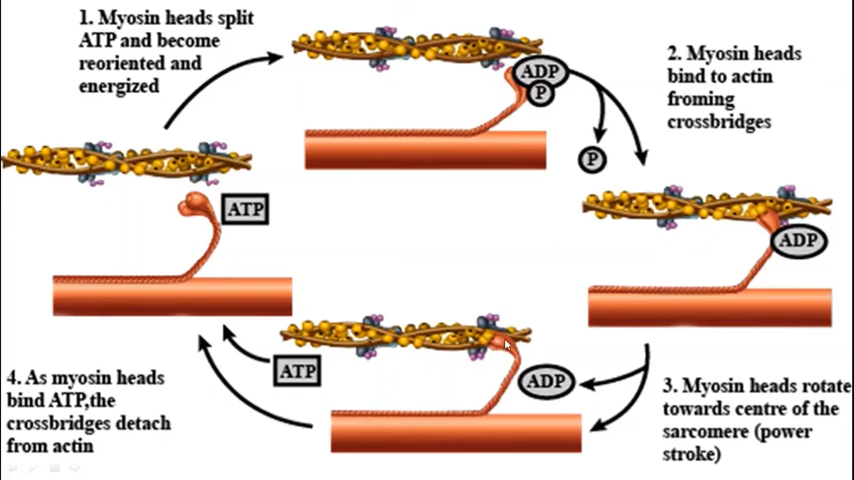 1. Myosin heads split
ATP and become
reoriented and
energized
ADP
P
2. Myosin heads
bind to actin
froming
crossbridges
P
ATP
ADP
3. Myosin heads rotate
towards centre of the
sarcomere (power
stroke)
ADP
ATP
4. As myosin heads
bind ATP,the
crossbridges detach
from actin